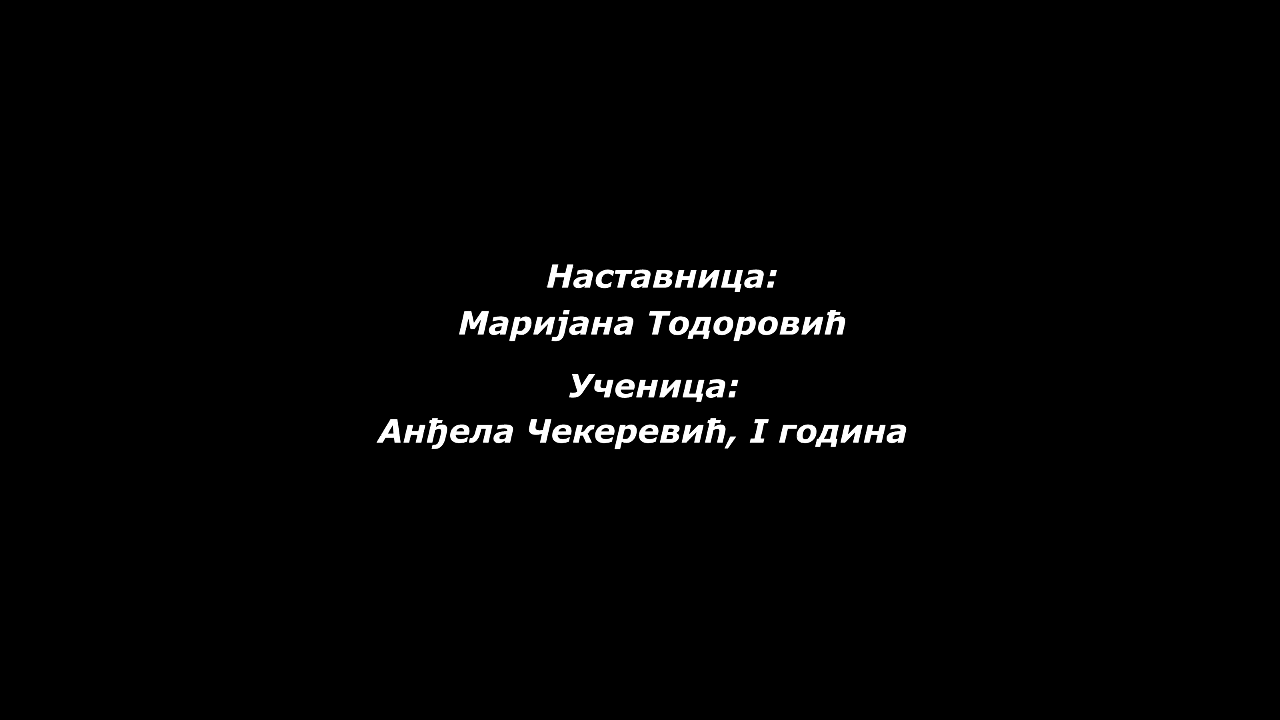 Наставница:
Маријана Тодоровић
Ученица:
Анђела Чекеревић, I година